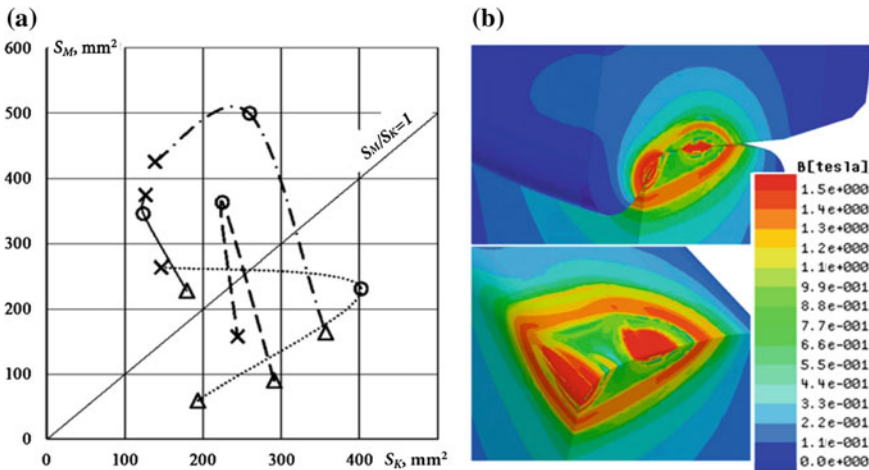 (a)
S_M, mm²
600
500
400
300
200
100
0
0
100
200
300
400
S_K, mm²
S_M/S_K=1
(b)
B[tesla]
1.5e+000
1.4e+000
1.3e+000
1.2e+000
1.1e+000
9.9e-001
8.8e-001
7.7e-001
6.6e-001
5.5e-001
4.4e-001
3.3e-001
2.2e-001
1.1e-001
0.0e+000